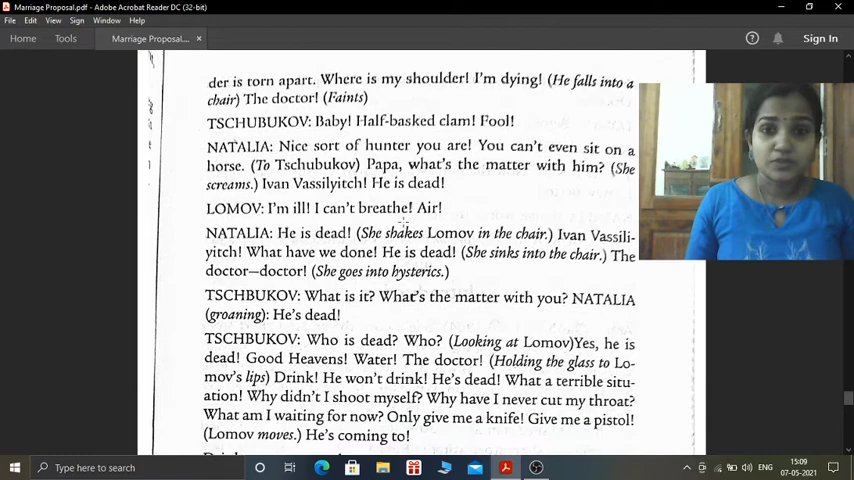 Marriage Proposal.pdf - Adobe Acrobat Reader DC (32-bit)
File Edit View Sign Window Help
Home Tools Marriage Proposal.... × Sign In
der is torn apart. Where is my shoulder! I'm dying! (He falls into a
chair) The doctor! (Faints)
TSCHUBUKOV: Baby! Half-basked clam! Fool!
NATALIA: Nice sort of hunter you are! You can't even sit on a
horse. (To Tschubukov) Papa, what's the matter with him? (She
screams.) Ivan Vassilyitch! He is dead!
LOMOV: I'm ill! I can't breathe! Air!
NATALIA: He is dead! (She shakes Lomov in the chair.) Ivan Vassili-
yitch! What have we done! He is dead! (She sinks into the chair.) The
doctor—doctor! (She goes into hysterics.)
TSCHBUKOV: What is it? What's the matter with you? NATALIA
(groaning): He's dead!
TSCHBUKOV: Who is dead? Who? (Looking at Lomov)Yes, he is
dead! Good Heavens! Water! The doctor! (Holding the glass to Lo-
mov's lips) Drink! He won't drink! He's dead! What a terrible situ-
ation! Why didn't I shoot myself? Why have I never cut my throat?
What am I waiting for now? Only give me a knife! Give me a pistol!
(Lomov moves.) He's coming to!
Type here to search
ENG
15:09
07-05-2021